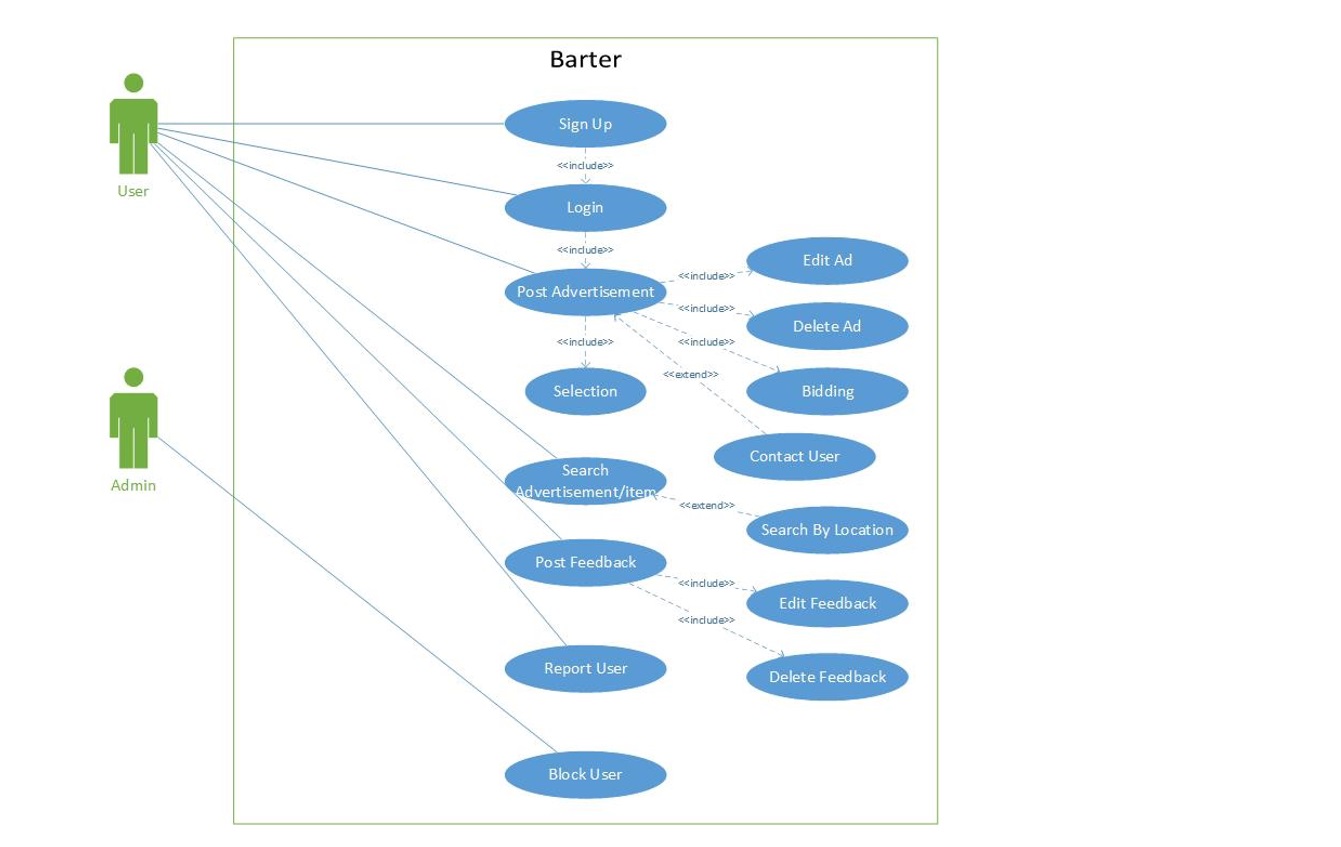 Barter
Sign Up
User
<<include>>
Login
<<include>>
Edit Ad
<<include>>
Post Advertisement
<<include>>
Delete Ad
<<include>>
<<include>>
<<extend>>
Selection
Bidding
Contact User
Admin
Search
Advertisement/item
<<extend>>
Search By Location
Post Feedback
<<include>>
Edit Feedback
<<include>>
Report User
Delete Feedback
Block User